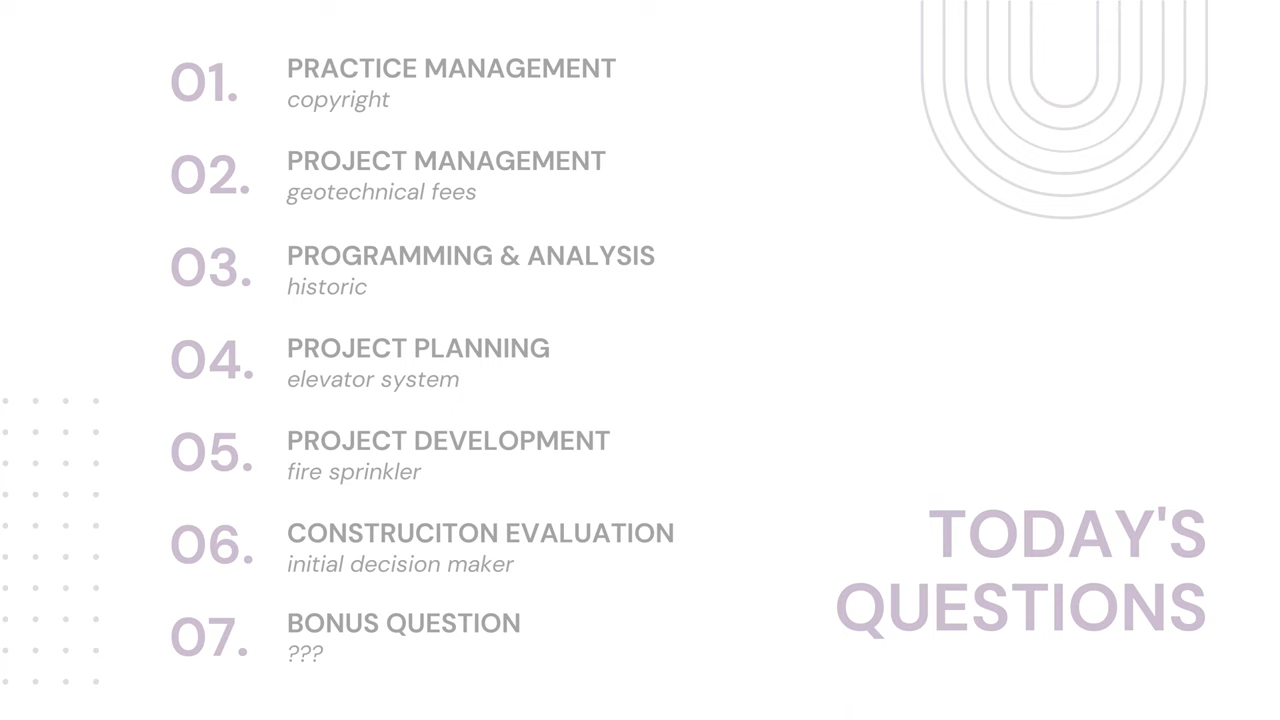 01. PRACTICE MANAGEMENT
copyright
02. PROJECT MANAGEMENT
geotechnical fees
03. PROGRAMMING & ANALYSIS
historic
04. PROJECT PLANNING
elevator system
05. PROJECT DEVELOPMENT
fire sprinkler
06. CONSTRUCITON EVALUATION
initial decision maker
07. BONUS QUESTION
???
TODAY'S
QUESTIONS